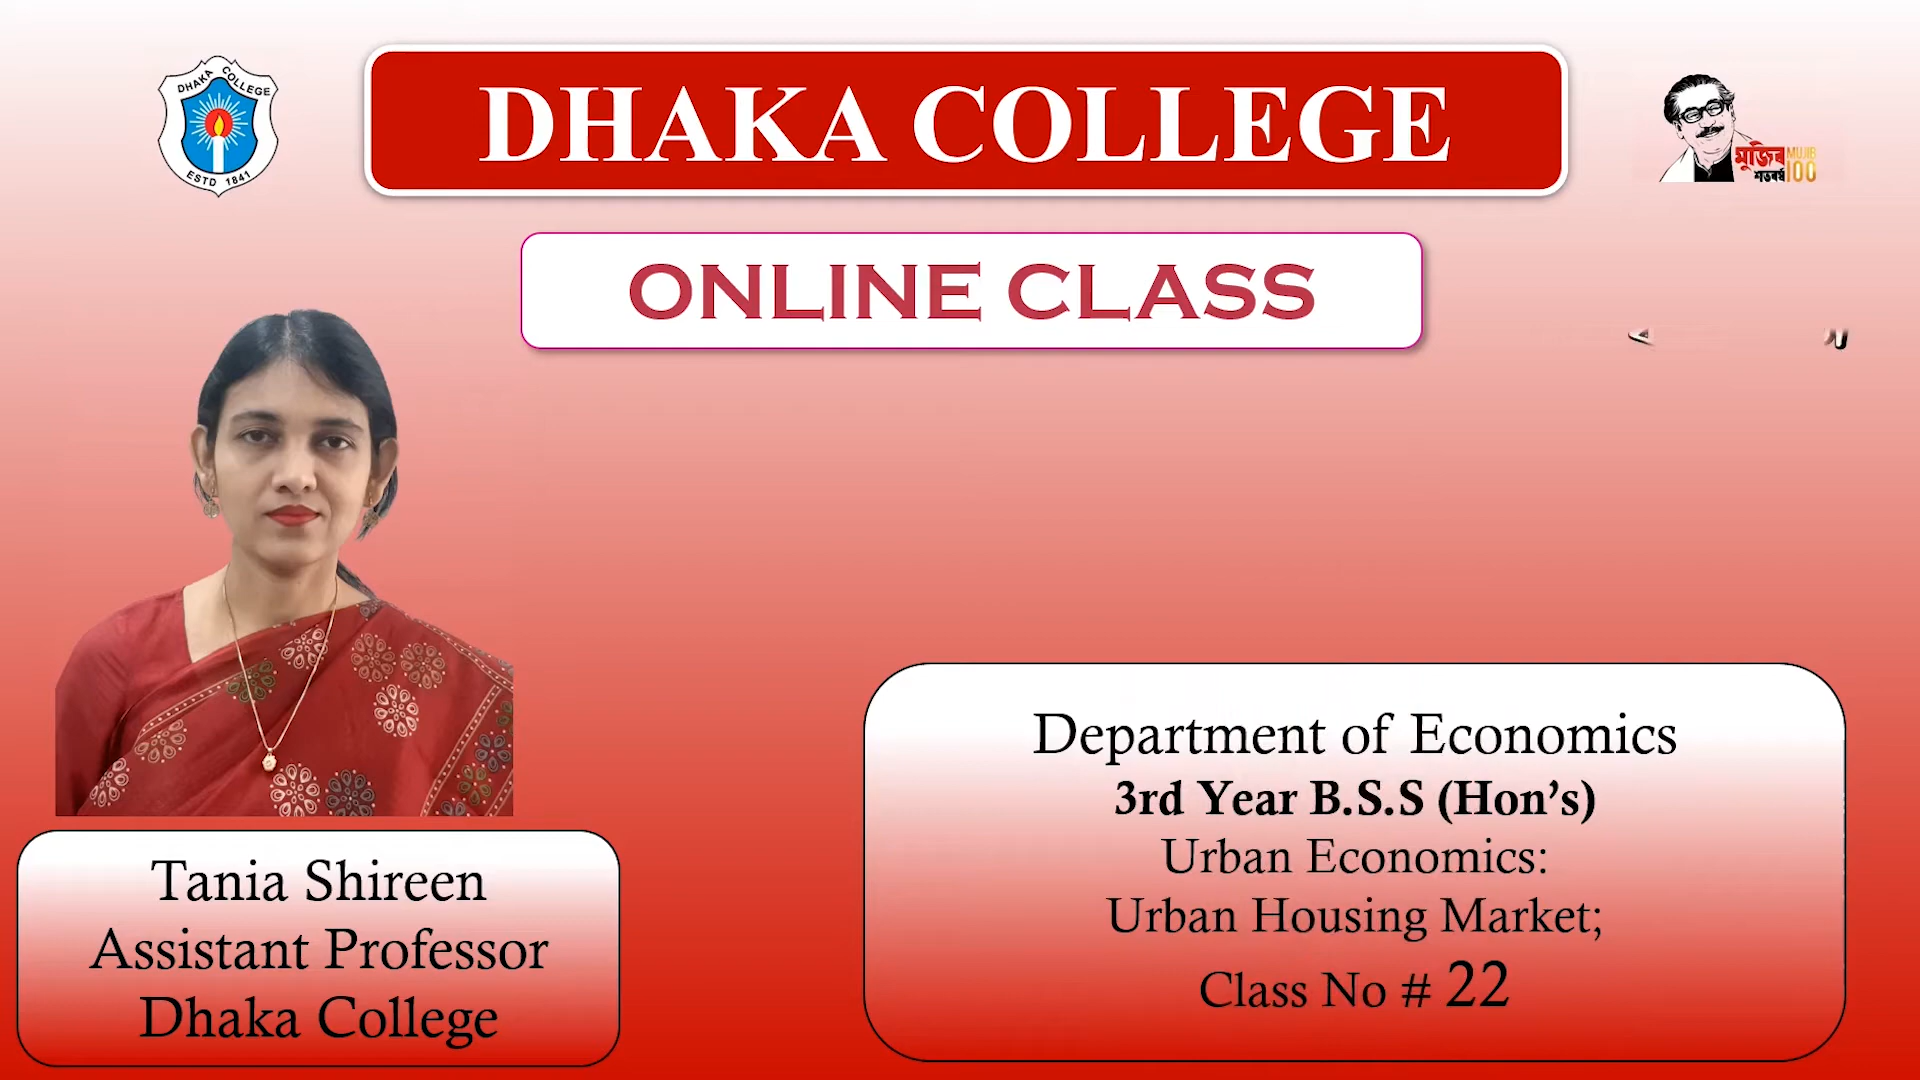 DHAKA COLLEGE
ESTD 1841
DHAKA COLLEGE
মুজিব
শতবর্ষ
MUJIB
100
ONLINE CLASS
Tania Shireen
Assistant Professor
Dhaka College
Department of Economics
3rd Year B.S.S (Hon’s)
Urban Economics:
Urban Housing Market;
Class No # 22